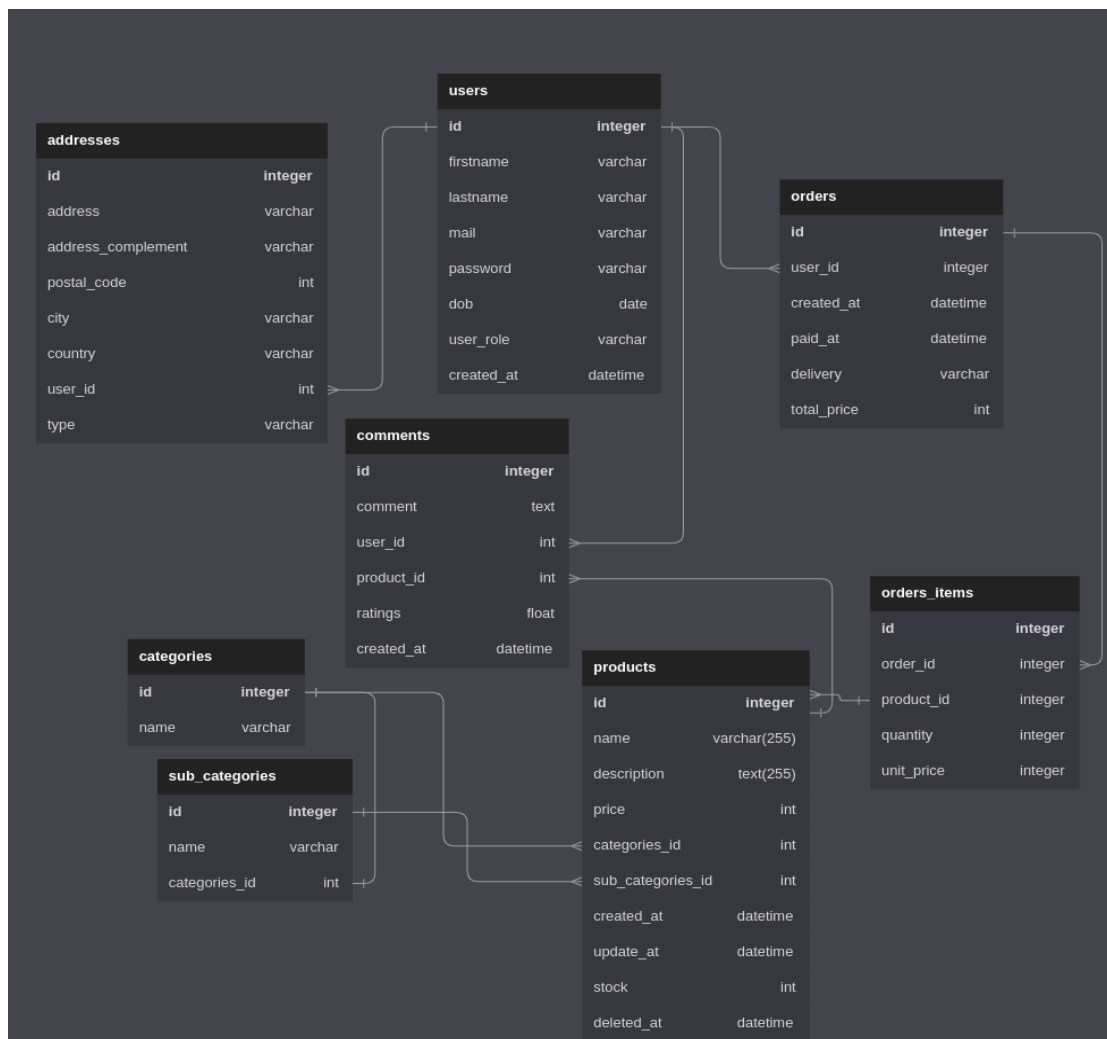 users
id integer
firstname varchar
lastname varchar
mail varchar
password varchar
dob date
user_role varchar
created_at datetime
addresses
id integer
address varchar
address_complement varchar
postal_code int
city varchar
country varchar
user_id int
type varchar
orders
id integer
user_id integer
created_at datetime
paid_at datetime
delivery varchar
total_price int
comments
id integer
comment text
user_id int
product_id int
ratings float
created_at datetime
orders_items
id integer
order_id integer
product_id integer
quantity integer
unit_price integer
categories
id integer
name varchar
sub_categories
id integer
name varchar
categories_id int
products
id integer
name varchar(255)
description text(255)
price int
categories_id int
sub_categories_id int
created_at datetime
update_at datetime
stock int
deleted_at datetime